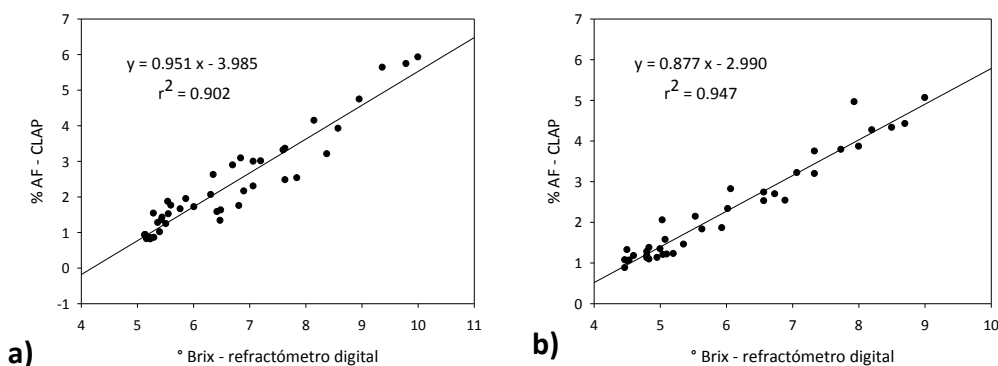 7
6
5
4
3
2
1
0
-1
% AF - CLAP
y = 0.951 x - 3.985
r² = 0.902
4 5 6 7 8 9 10 11
° Brix - refractómetro digital
a)
7
6
5
4
3
2
1
0
% AF - CLAP
y = 0.877 x - 2.990
r² = 0.947
4 5 6 7 8 9 10
° Brix - refractómetro digital
b)